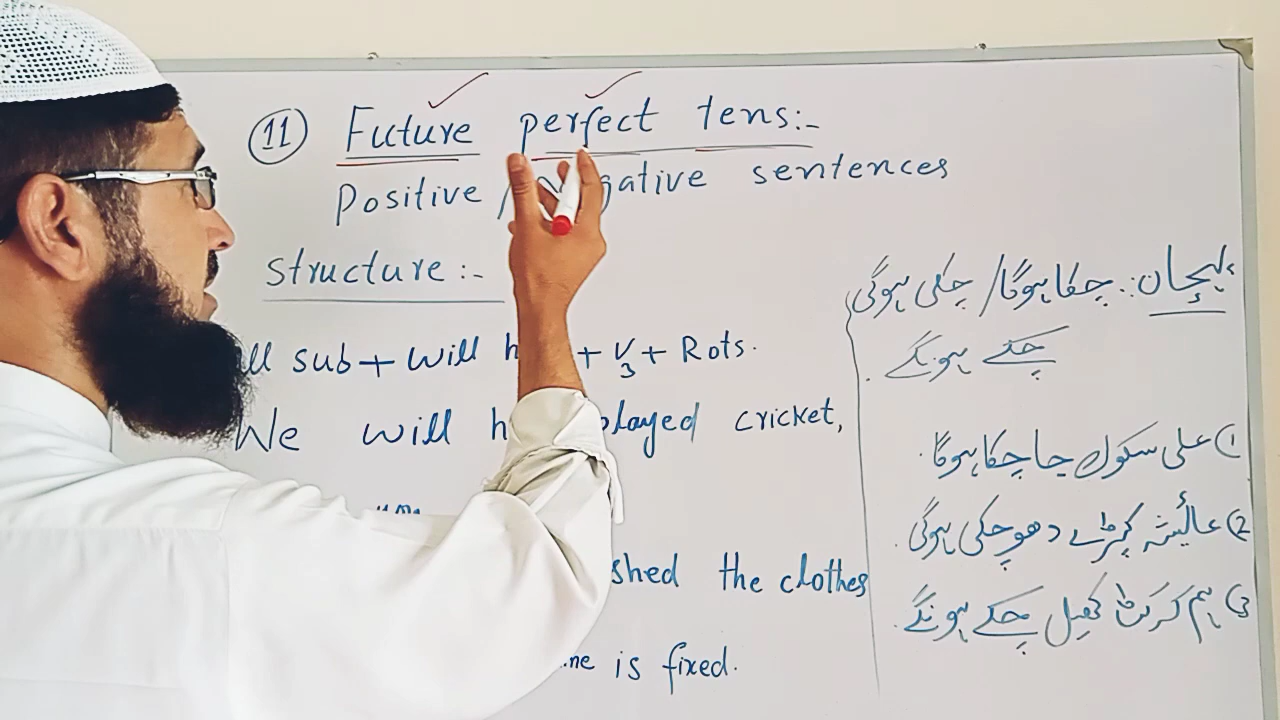 11 Future perfect tens:-
Positive / negative sentences
structure:-
sub + will + V3 + Rots.
We will played cricket,
the clothes
is fixed.
پہچان: چکا ہوگا / چکی ہوگی
چکے ہونگے
1) علی سکول جا چکا ہوگا.
2) عائیشہ کپڑے دھو چکی ہوگی.
3) ہم کرکٹ کھیل چکے ہونگے.